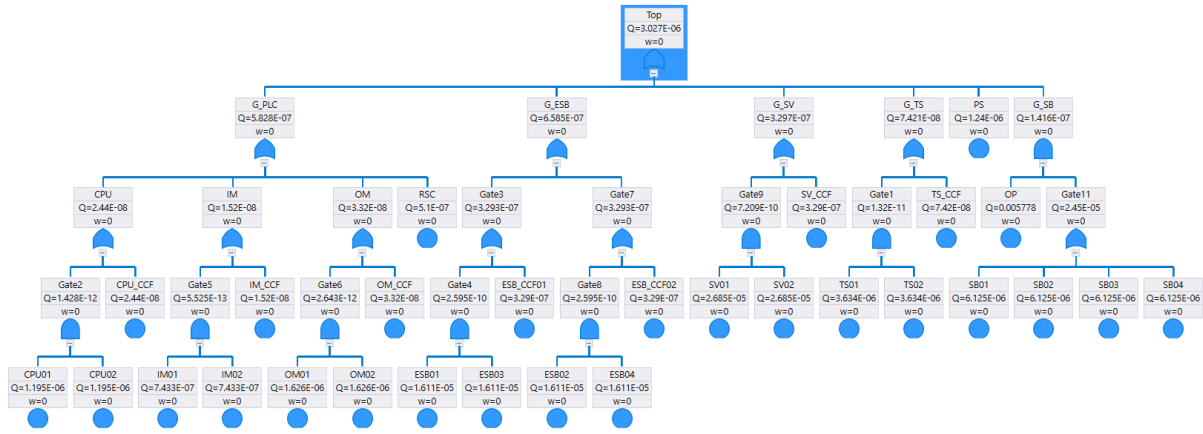 Top
Q=3.027E-06
w=0
G_PLC
Q=5.828E-07
w=0
G_ESB
Q=6.585E-07
w=0
G_SV
Q=3.297E-07
w=0
G_TS
Q=7.421E-08
w=0
PS
Q=1.24E-06
w=0
G_SB
Q=1.416E-07
w=0
CPU
Q=2.44E-08
w=0
IM
Q=1.52E-08
w=0
OM
Q=3.32E-08
w=0
RSC
Q=5.1E-07
w=0
Gate3
Q=3.293E-07
w=0
Gate7
Q=3.293E-07
w=0
Gate9
Q=7.209E-10
w=0
SV_CCF
Q=3.29E-07
w=0
Gate1
Q=1.32E-11
w=0
TS_CCF
Q=7.42E-08
w=0
OP
Q=0.005778
w=0
Gate11
Q=2.45E-05
w=0
Gate2
Q=1.428E-12
w=0
CPU_CCF
Q=2.44E-08
w=0
Gate5
Q=5.525E-13
w=0
IM_CCF
Q=1.52E-08
w=0
Gate6
Q=2.643E-12
w=0
OM_CCF
Q=3.32E-08
w=0
Gate4
Q=2.595E-10
w=0
ESB_CCF01
Q=3.29E-07
w=0
Gate8
Q=2.595E-10
w=0
ESB_CCF02
Q=3.29E-07
w=0
SV01
Q=2.685E-05
w=0
SV02
Q=2.685E-05
w=0
TS01
Q=3.634E-06
w=0
TS02
Q=3.634E-06
w=0
SB01
Q=6.125E-06
w=0
SB02
Q=6.125E-06
w=0
SB03
Q=6.125E-06
w=0
SB04
Q=6.125E-06
w=0
CPU01
Q=1.195E-06
w=0
CPU02
Q=1.195E-06
w=0
IM01
Q=7.433E-07
w=0
IM02
Q=7.433E-07
w=0
OM01
Q=1.626E-06
w=0
OM02
Q=1.626E-06
w=0
ESB01
Q=1.611E-05
w=0
ESB03
Q=1.611E-05
w=0
ESB02
Q=1.611E-05
w=0
ESB04
Q=1.611E-05
w=0